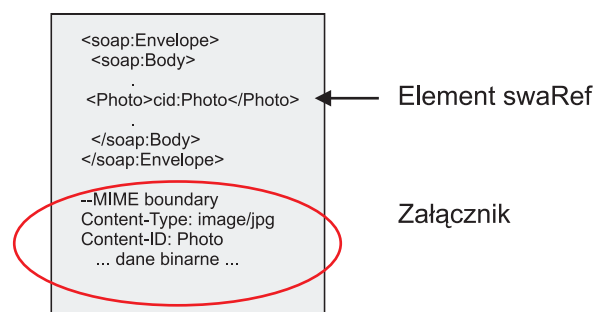 <soap:Envelope>
<soap:Body>
.
<Photo>cid:Photo</Photo>
Element swaRef
.
</soap:Body>
</soap:Envelope>
--MIME boundary
Content-Type: image/jpg
Załącznik
Content-ID: Photo
... dane binarne ...